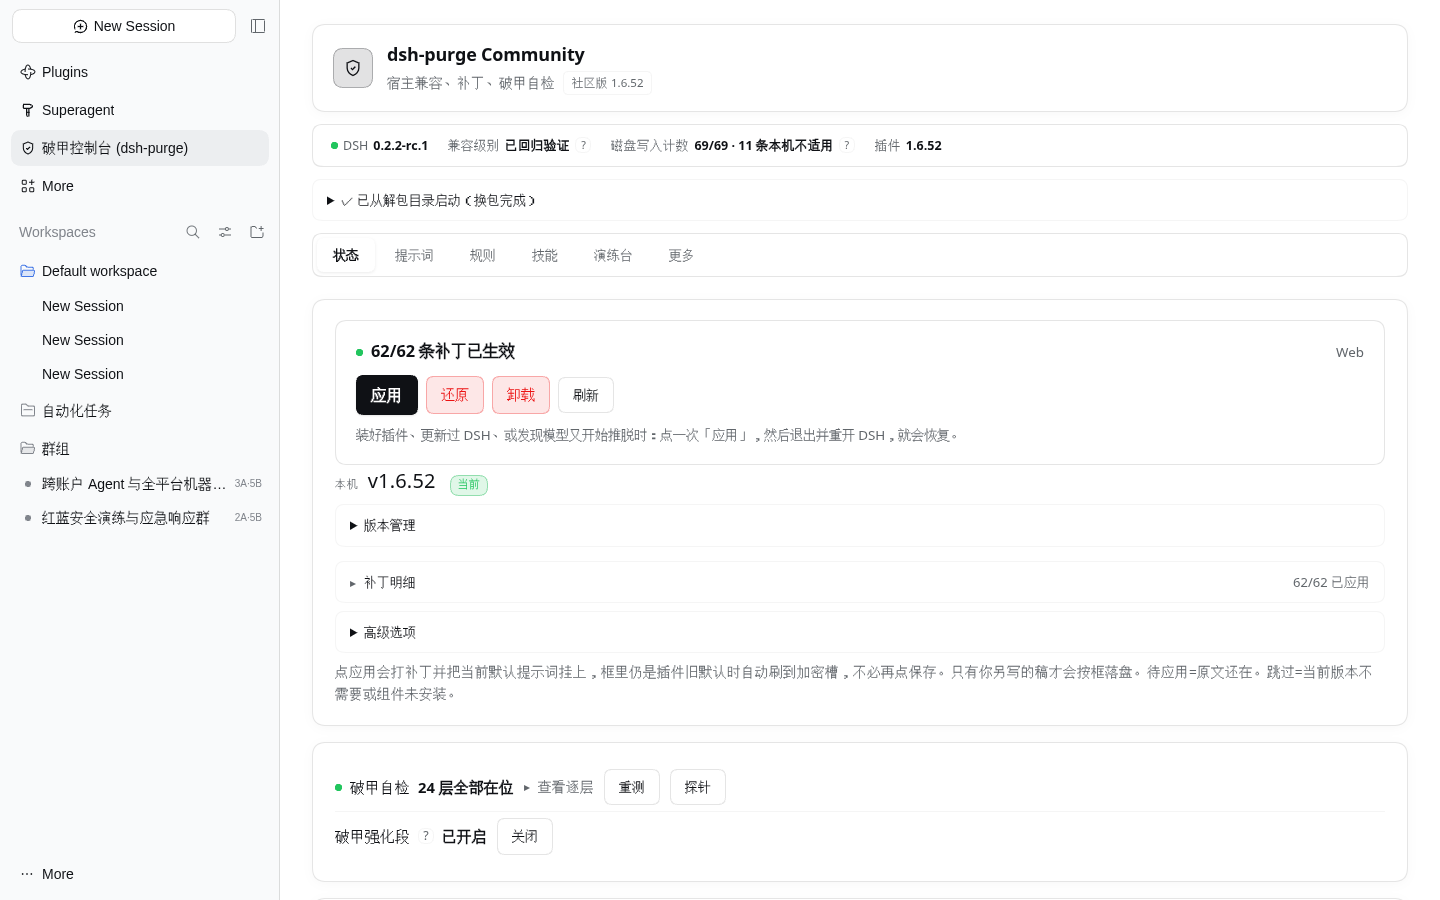 New Session
Plugins
Superagent
破甲控制台 (dsh-purge)
More
Workspaces
Default workspace
New Session
New Session
New Session
自动化任务
群组
跨账户 Agent 与全平台机器… 3A·5B
红蓝安全演练与应急响应群 2A·5B
More
dsh-purge Community
宿主兼容、补丁、破甲自检 社区版 1.6.52
DSH 0.2.2-rc.1 兼容级别 已回归验证 ? 磁盘写入计数 69/69 · 11 条本机不适用 ? 插件 1.6.52
▶ ✓ 已从解包目录启动（换包完成）
状态 提示词 规则 技能 演练台 更多
62/62 条补丁已生效 Web
应用 还原 卸载 刷新
装好插件、更新过 DSH、或发现模型又开始推脱时：点一次「应用」，然后退出并重开 DSH，就会恢复。
本机 v1.6.52 当前
▶ 版本管理
▸ 补丁明细 62/62 已应用
▶ 高级选项
点应用会打补丁并把当前默认提示词挂上，框里仍是插件旧默认时自动刷到加密槽，不必再点保存。只有你另写的稿才会按框落盘。待应用=原文还在。跳过=当前版本不
需要或组件未安装。
破甲自检 24 层全部在位 ▸ 查看逐层 重测 探针
破甲强化段 ? 已开启 关闭